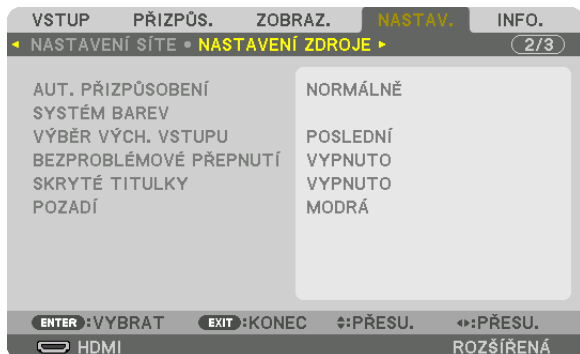 VSTUP PŘIZPŮS. ZOBRAZ. NASTAV. INFO.
◂ NASTAVENÍ SÍTE • NASTAVENÍ ZDROJE ▸ 2/3
AUT. PŘIZPŮSOBENÍ NORMÁLNĚ
SYSTÉM BAREV
VÝBĚR VÝCH. VSTUPU POSLEDNÍ
BEZPROBLÉMOVÉ PŘEPNUTÍ VYPNUTO
SKRYTÉ TITULKY VYPNUTO
POZADÍ MODRÁ
ENTER :VYBRAT EXIT :KONEC :PŘESU. :PŘESU.
HDMI ROZŠÍŘENÁ